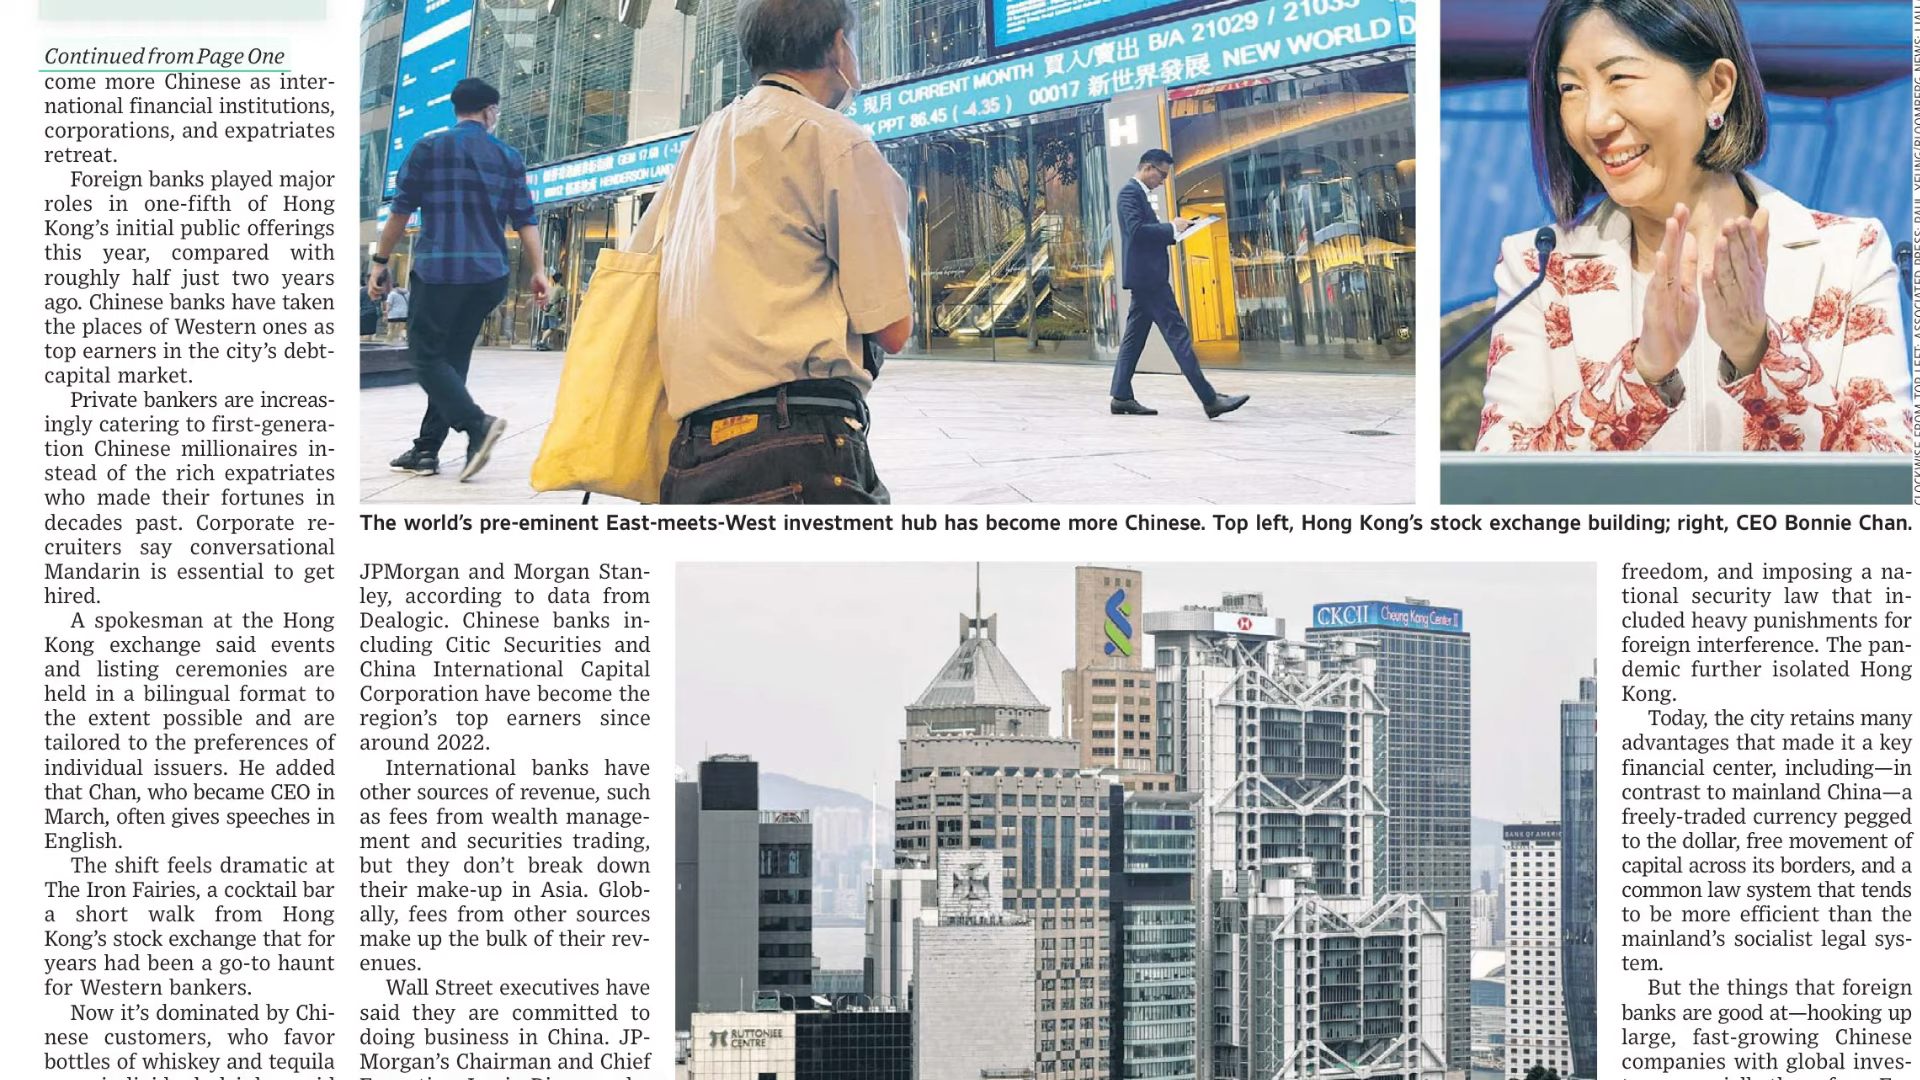 Continued from Page One
come more Chinese as inter-
national financial institutions,
corporations, and expatriates
retreat.
Foreign banks played major
roles in one-fifth of Hong
Kong's initial public offerings
this year, compared with
roughly half just two years
ago. Chinese banks have taken
the places of Western ones as
top earners in the city's debt-
capital market.
Private bankers are increas-
ingly catering to first-genera-
tion Chinese millionaires in-
stead of the rich expatriates
who made their fortunes in
decades past. Corporate re-
cruiters say conversational
Mandarin is essential to get
hired.
A spokesman at the Hong
Kong exchange said events
and listing ceremonies are
held in a bilingual format to
the extent possible and are
tailored to the preferences of
individual issuers. He added
that Chan, who became CEO in
March, often gives speeches in
English.
The shift feels dramatic at
The Iron Fairies, a cocktail bar
a short walk from Hong
Kong's stock exchange that for
years had been a go-to haunt
for Western bankers.
Now it's dominated by Chi-
nese customers, who favor
bottles of whiskey and tequila
買入/賣出 B/A 21029 / 21035
現月 CURRENT MONTH
00017 新世界發展 NEW WORLD D
PPT 86.45 ( -4.35 )
HENDERSON LAND
H
The world's pre-eminent East-meets-West investment hub has become more Chinese. Top left, Hong Kong's stock exchange building; right, CEO Bonnie Chan.
CLOCKWISE FROM TOP LEFT: ASSOCIATED PRESS; PAUL YEUNG/BLOOMBERG NEWS;
JPMorgan and Morgan Stan-
ley, according to data from
Dealogic. Chinese banks in-
cluding Citic Securities and
China International Capital
Corporation have become the
region's top earners since
around 2022.
International banks have
other sources of revenue, such
as fees from wealth manage-
ment and securities trading,
but they don't break down
their make-up in Asia. Glob-
ally, fees from other sources
make up the bulk of their rev-
enues.
Wall Street executives have
said they are committed to
doing business in China. JP-
Morgan's Chairman and Chief
CKCII Cheung Kong Center II
BANK OF AMERIC
RUTTONJEE
CENTRE
freedom, and imposing a na-
tional security law that in-
cluded heavy punishments for
foreign interference. The pan-
demic further isolated Hong
Kong.
Today, the city retains many
advantages that made it a key
financial center, including—in
contrast to mainland China—a
freely-traded currency pegged
to the dollar, free movement of
capital across its borders, and a
common law system that tends
to be more efficient than the
mainland's socialist legal sys-
tem.
But the things that foreign
banks are good at—hooking up
large, fast-growing Chinese
companies with global inves-